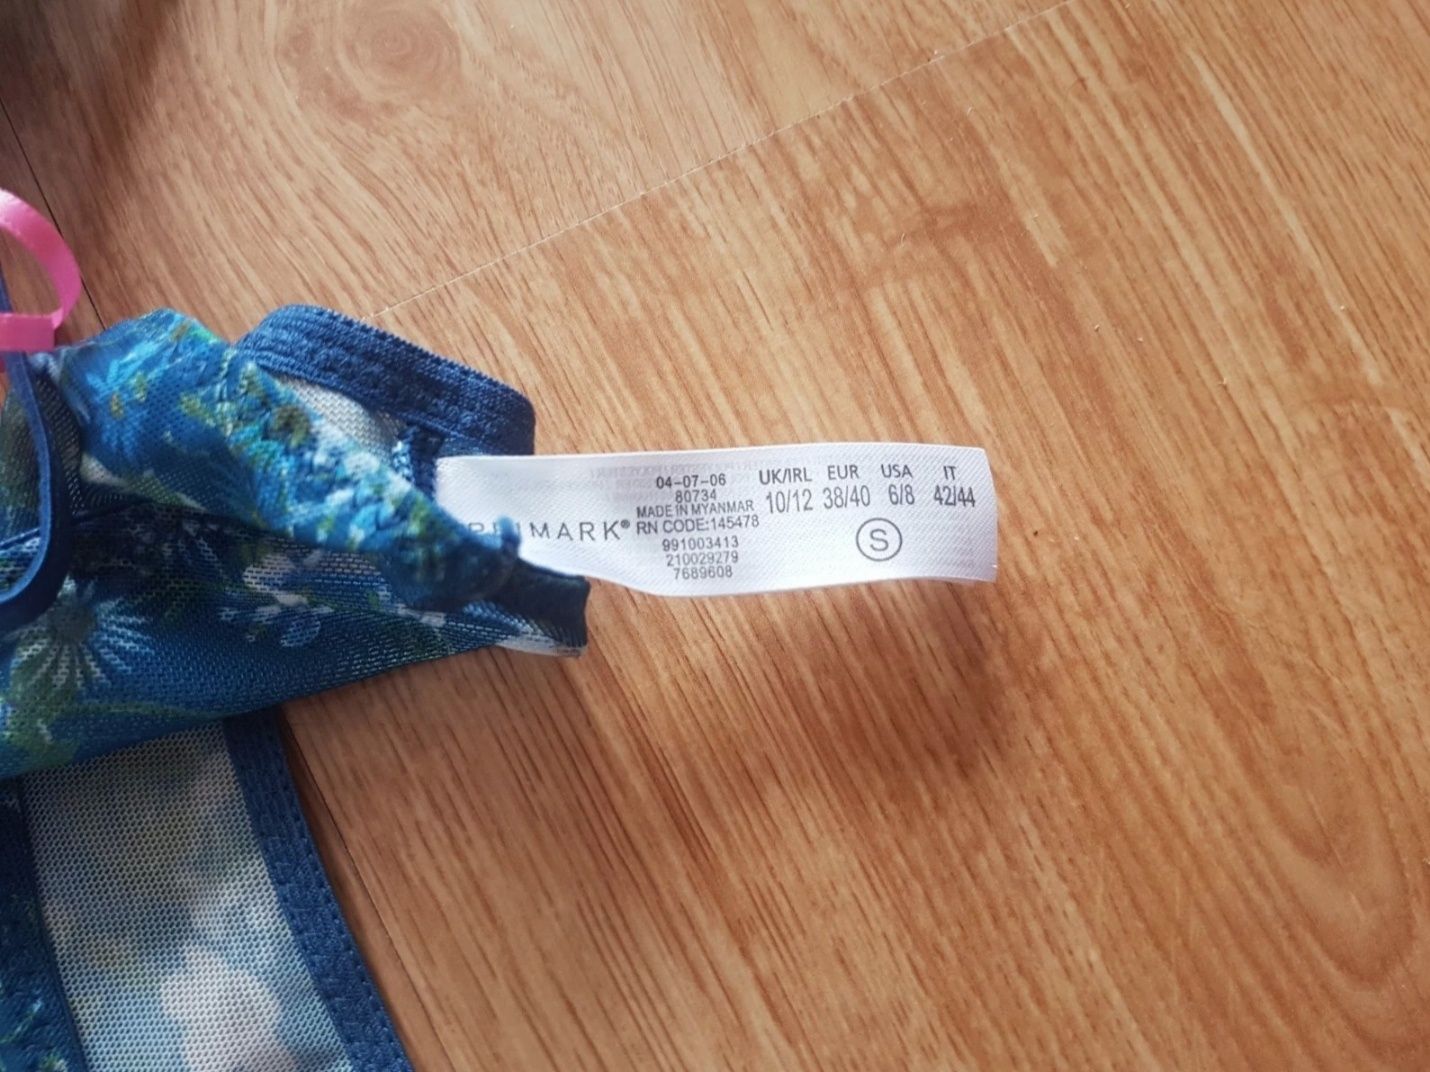 PRIMARK®
04-07-06
80734
MADE IN MYANMAR
RN CODE:145478
991003413
210029279
7689608
UK/IRL EUR USA IT
10/12 38/40 6/8 42/44
S